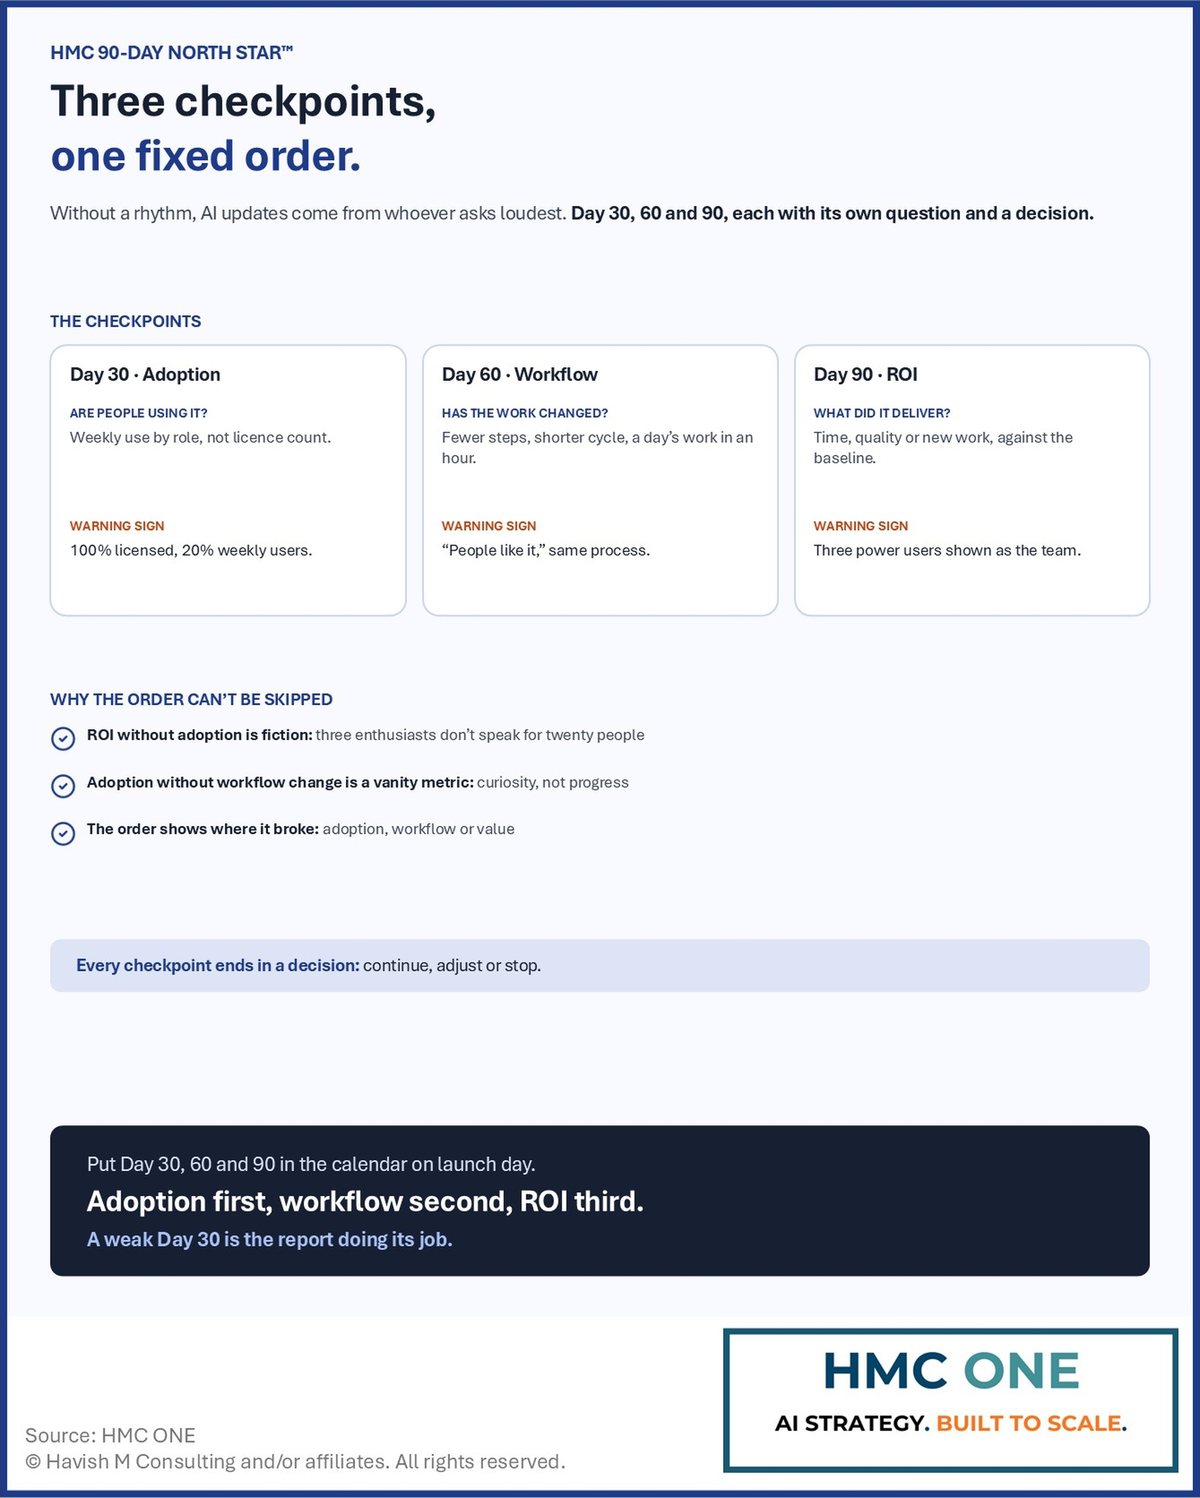 HMC 90-DAY NORTH STAR™
Three checkpoints,
one fixed order.
Without a rhythm, AI updates come from whoever asks loudest. Day 30, 60 and 90, each with its own question and a decision.
THE CHECKPOINTS
Day 30 · Adoption
ARE PEOPLE USING IT?
Weekly use by role, not licence count.
WARNING SIGN
100% licensed, 20% weekly users.
Day 60 · Workflow
HAS THE WORK CHANGED?
Fewer steps, shorter cycle, a day’s work in an
hour.
WARNING SIGN
“People like it,” same process.
Day 90 · ROI
WHAT DID IT DELIVER?
Time, quality or new work, against the
baseline.
WARNING SIGN
Three power users shown as the team.
WHY THE ORDER CAN’T BE SKIPPED
ROI without adoption is fiction: three enthusiasts don’t speak for twenty people
Adoption without workflow change is a vanity metric: curiosity, not progress
The order shows where it broke: adoption, workflow or value
Every checkpoint ends in a decision: continue, adjust or stop.
Put Day 30, 60 and 90 in the calendar on launch day.
Adoption first, workflow second, ROI third.
A weak Day 30 is the report doing its job.
HMC ONE
AI STRATEGY. BUILT TO SCALE.
Source: HMC ONE
© Havish M Consulting and/or affiliates. All rights reserved.